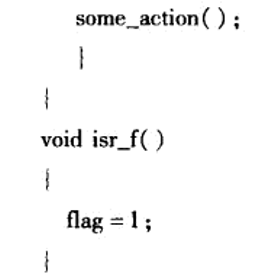 some_action( ) ;
}
}
void isr_f( )
{
flag = 1 ;
}